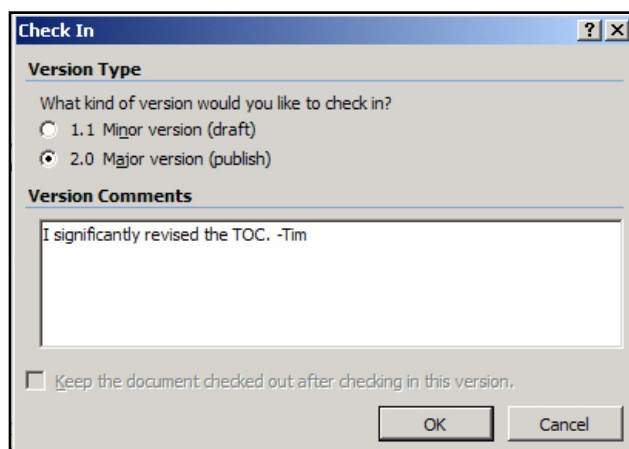 Check In
Version Type
What kind of version would you like to check in?
1.1 Minor version (draft)
2.0 Major version (publish)
Version Comments
I significantly revised the TOC. -Tim
Keep the document checked out after checking in this version.
OK Cancel